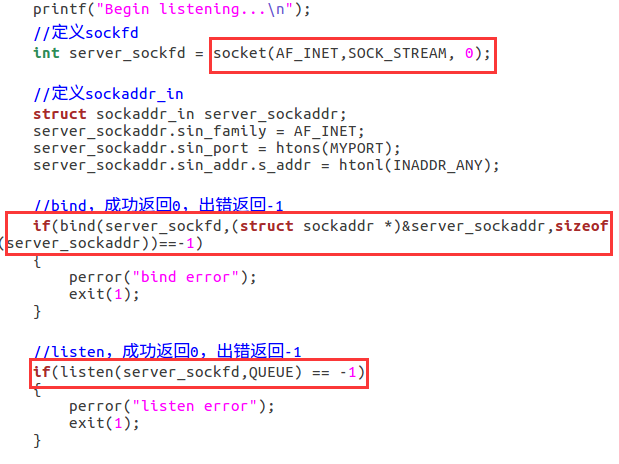 printf("Begin listening...\n");
//定义sockfd
int server_sockfd = socket(AF_INET,SOCK_STREAM, 0);
//定义sockaddr_in
struct sockaddr_in server_sockaddr;
server_sockaddr.sin_family = AF_INET;
server_sockaddr.sin_port = htons(MYPORT);
server_sockaddr.sin_addr.s_addr = htonl(INADDR_ANY);
//bind，成功返回0，出错返回-1
if(bind(server_sockfd,(struct sockaddr *)&server_sockaddr,sizeof
(server_sockaddr))==-1)
{
perror("bind error");
exit(1);
}
//listen，成功返回0，出错返回-1
if(listen(server_sockfd,QUEUE) == -1)
{
perror("listen error");
exit(1);
}